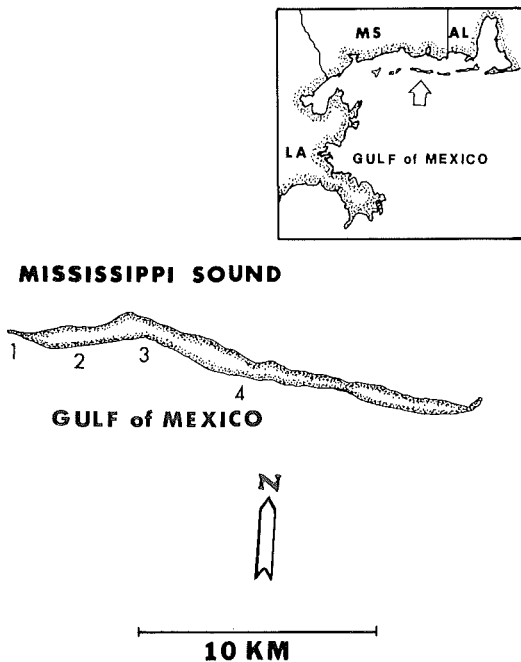 MS AL
LA GULF of MEXICO
MISSISSIPPI SOUND
1 2 3 4
GULF of MEXICO
N
10 KM